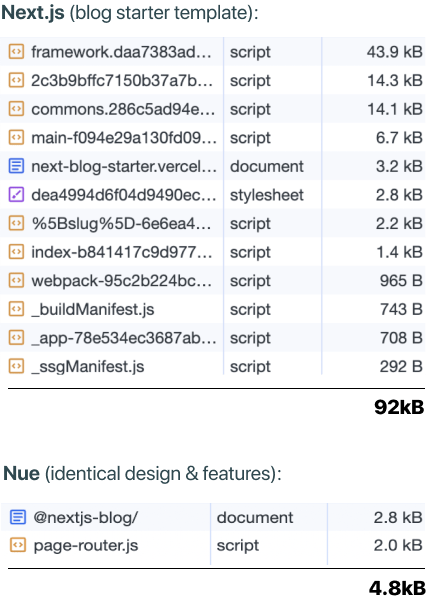 Next.js (blog starter template):
framework.daa7383ad... script 43.9 kB
2c3b9bffc7150b37a7b... script 14.3 kB
commons.286c5ad94e... script 14.1 kB
main-f094e29a130fd09... script 6.7 kB
next-blog-starter.vercel... document 3.2 kB
dea4994d6f04d9490ec... stylesheet 2.8 kB
%5Bslug%5D-6e6ea4... script 2.2 kB
index-b841417c9d977... script 1.4 kB
webpack-95c2b224bc... script 965 B
_buildManifest.js script 743 B
_app-78e534ec3687ab... script 708 B
_ssgManifest.js script 292 B
92kB
Nue (identical design & features):
@nextjs-blog/ document 2.8 kB
page-router.js script 2.0 kB
4.8kB